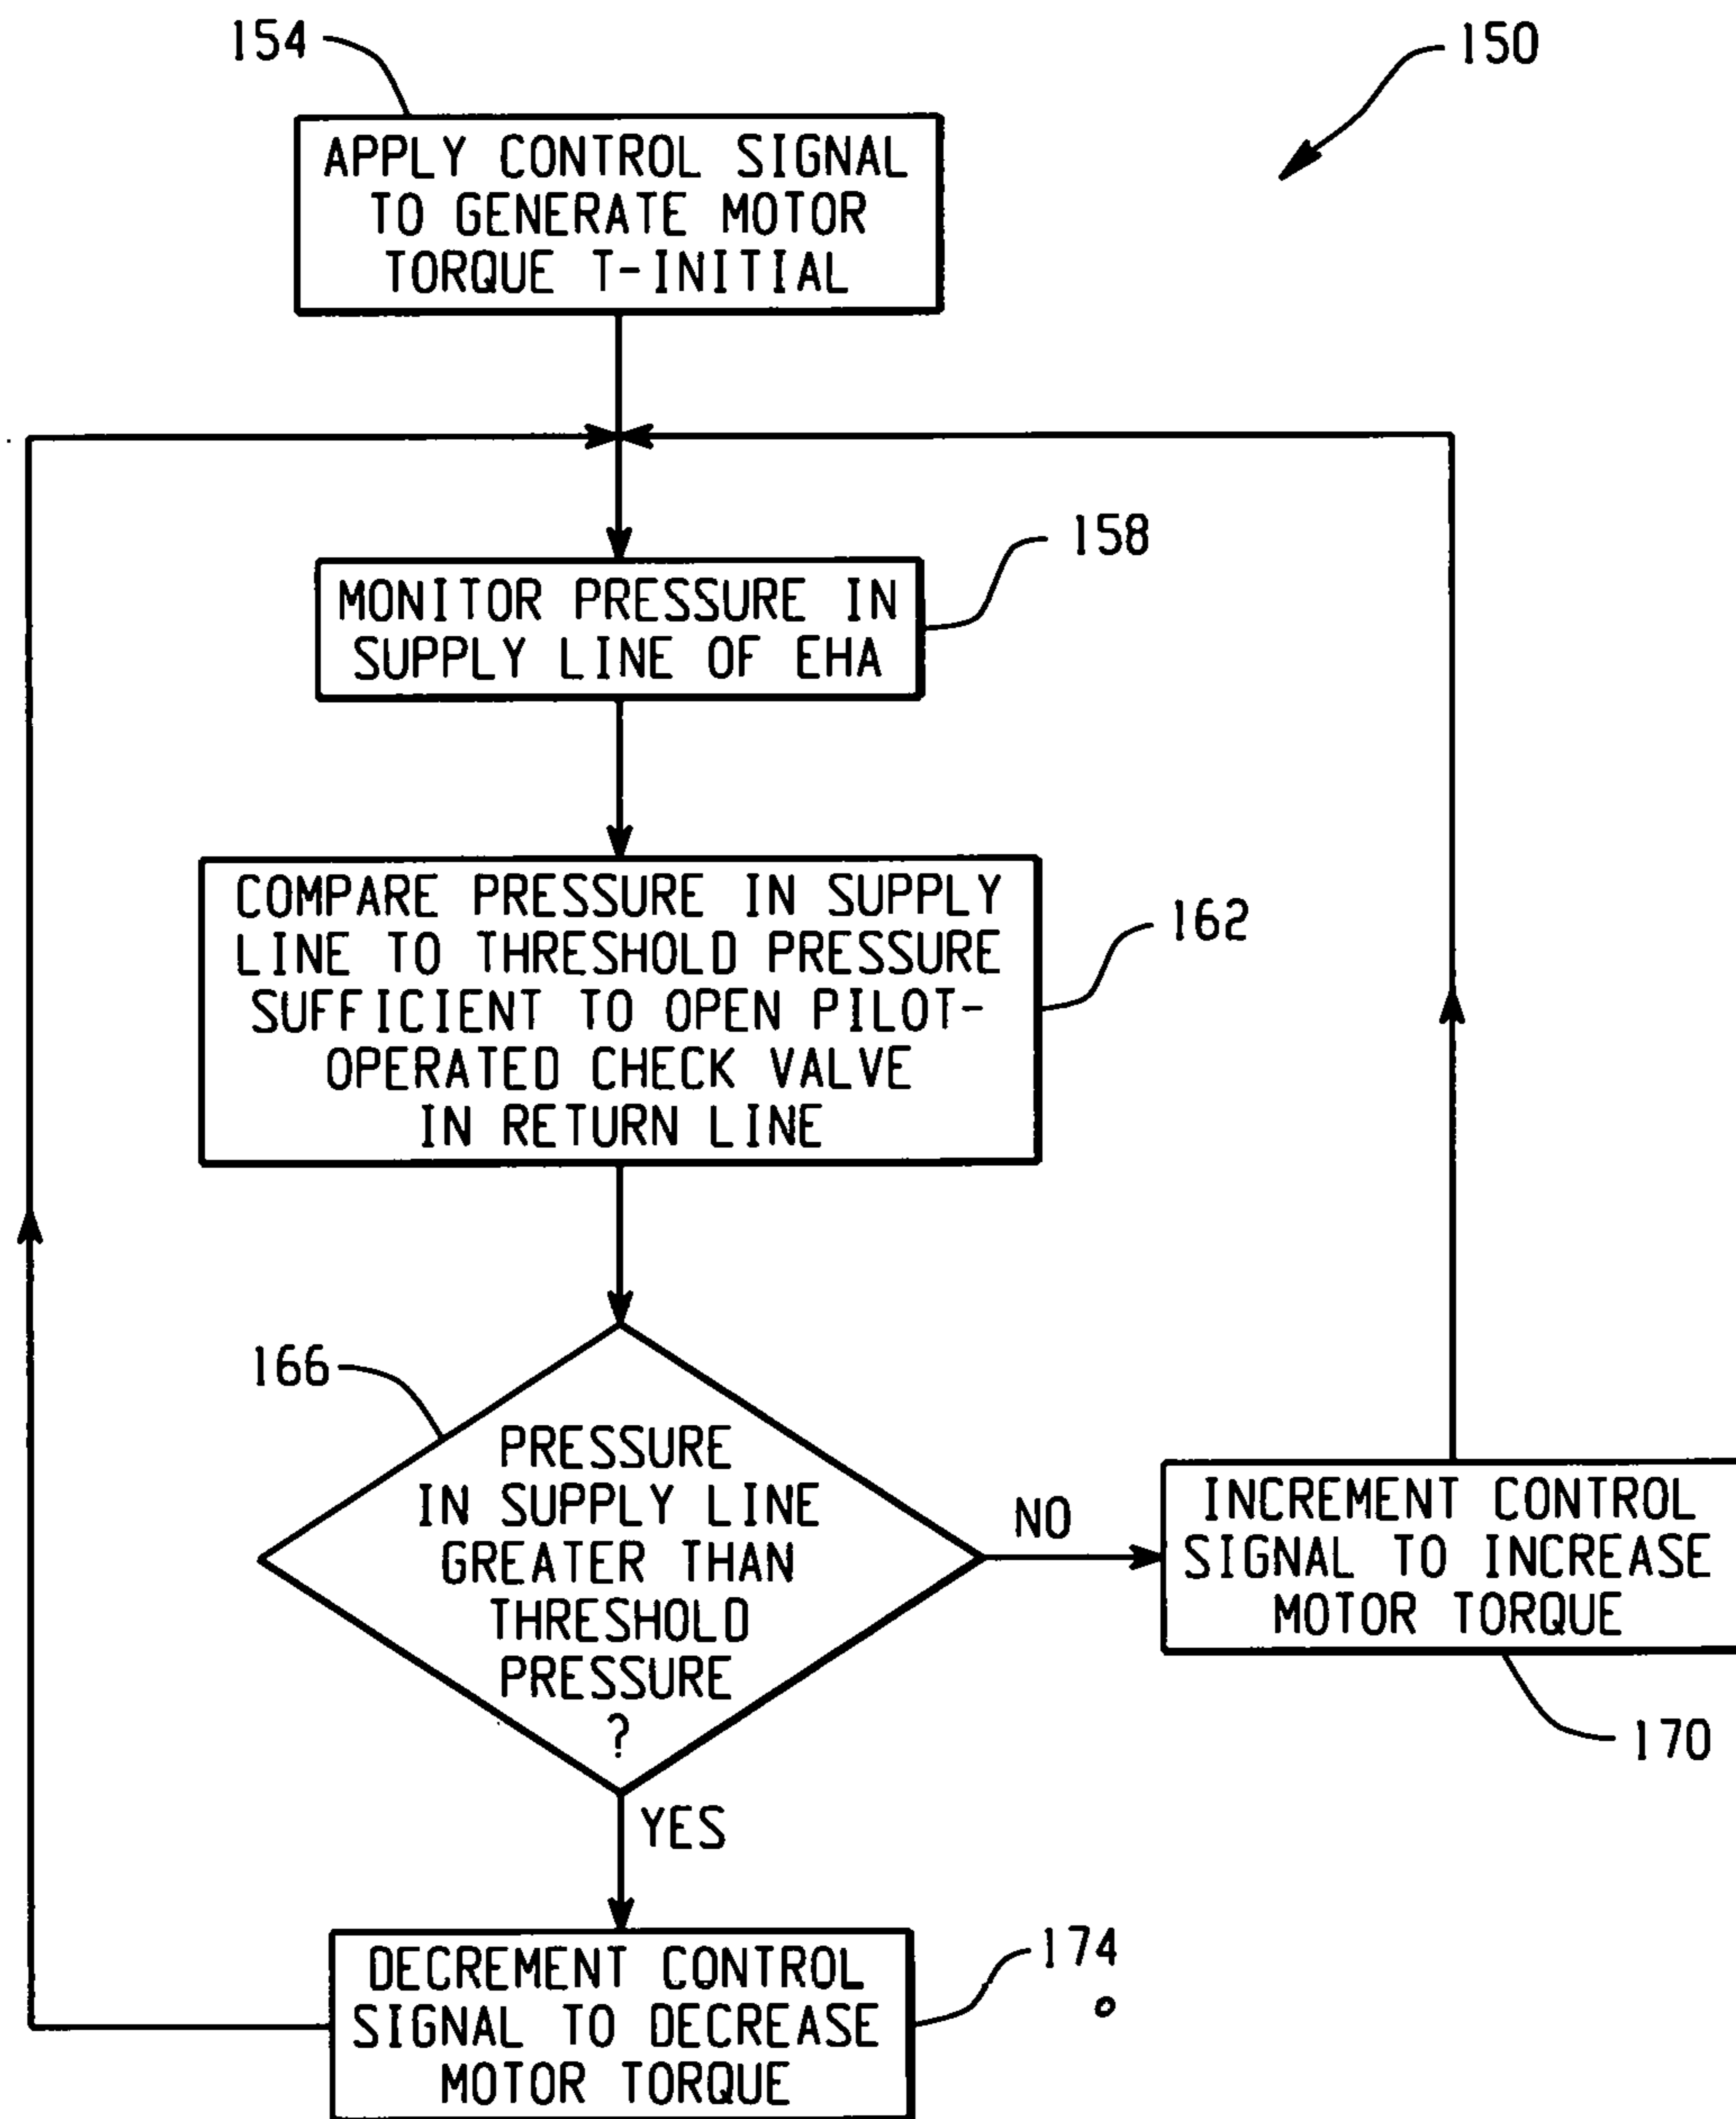 154
150
APPLY CONTROL SIGNAL
TO GENERATE MOTOR
TORQUE T-INITIAL
158
MONITOR PRESSURE IN
SUPPLY LINE OF EHA
COMPARE PRESSURE IN SUPPLY
LINE TO THRESHOLD PRESSURE
SUFFICIENT TO OPEN PILOT-
OPERATED CHECK VALVE
IN RETURN LINE
162
166
PRESSURE
IN SUPPLY LINE
GREATER THAN
THRESHOLD
PRESSURE
?
NO
INCREMENT CONTROL
SIGNAL TO INCREASE
MOTOR TORQUE
170
YES
DECREMENT CONTROL
SIGNAL TO DECREASE
MOTOR TORQUE
174